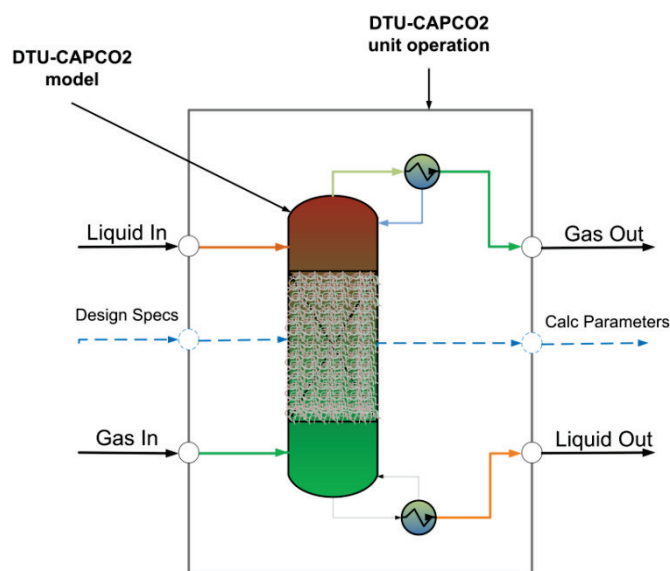 DTU-CAPCO2
unit operation
DTU-CAPCO2
model
Liquid In
Gas Out
Design Specs
Calc Parameters
Gas In
Liquid Out